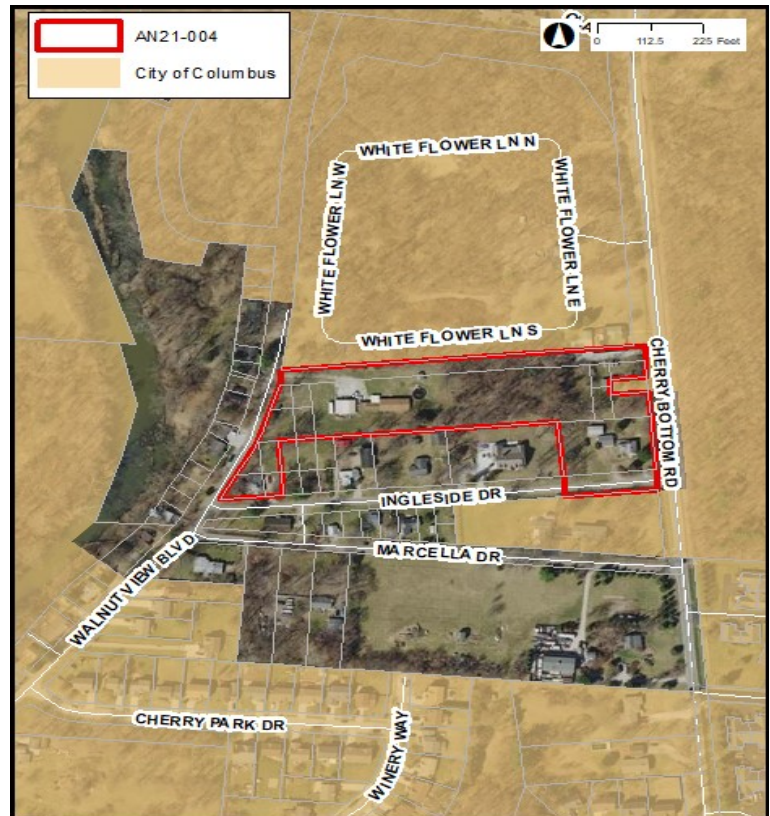 AN21-004
City of Columbus
0 112.5 225 Feet
WHITE FLOWER LN N
WHITE FLOWER LN W
WHITE FLOWER LN E
WHITE FLOWER LN S
CHERRY BOTTOM RD
INGLESIDE DR
MARCELLA DR
WALNUT VIEW BLVD
CHERRY PARK DR
WINERY WAY